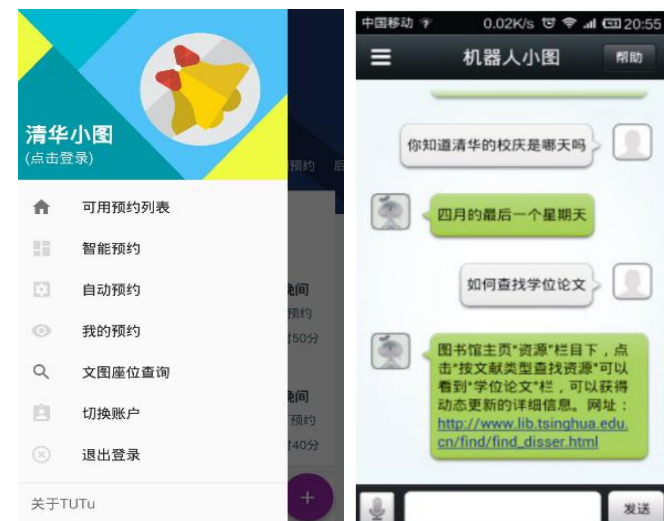 清华小图
(点击登录)
可用预约列表
智能预约
自动预约
我的预约
文图座位查询
切换账户
退出登录
关于TUTu
预约
后
晚间
预约
时50分
晚间
预约
时40分
+
中国移动
0.02K/s
20:55
机器人小图
帮助
你知道清华的校庆是哪天吗
四月的最后一个星期天
如何查找学位论文
图书馆主页“资源”栏目下，点
击“按文献类型查找资源”可以
看到“学位论文”栏，可以获得
动态更新的详细信息。网址：
http://www.lib.tsinghua.edu.
cn/find/find_disser.html
发送